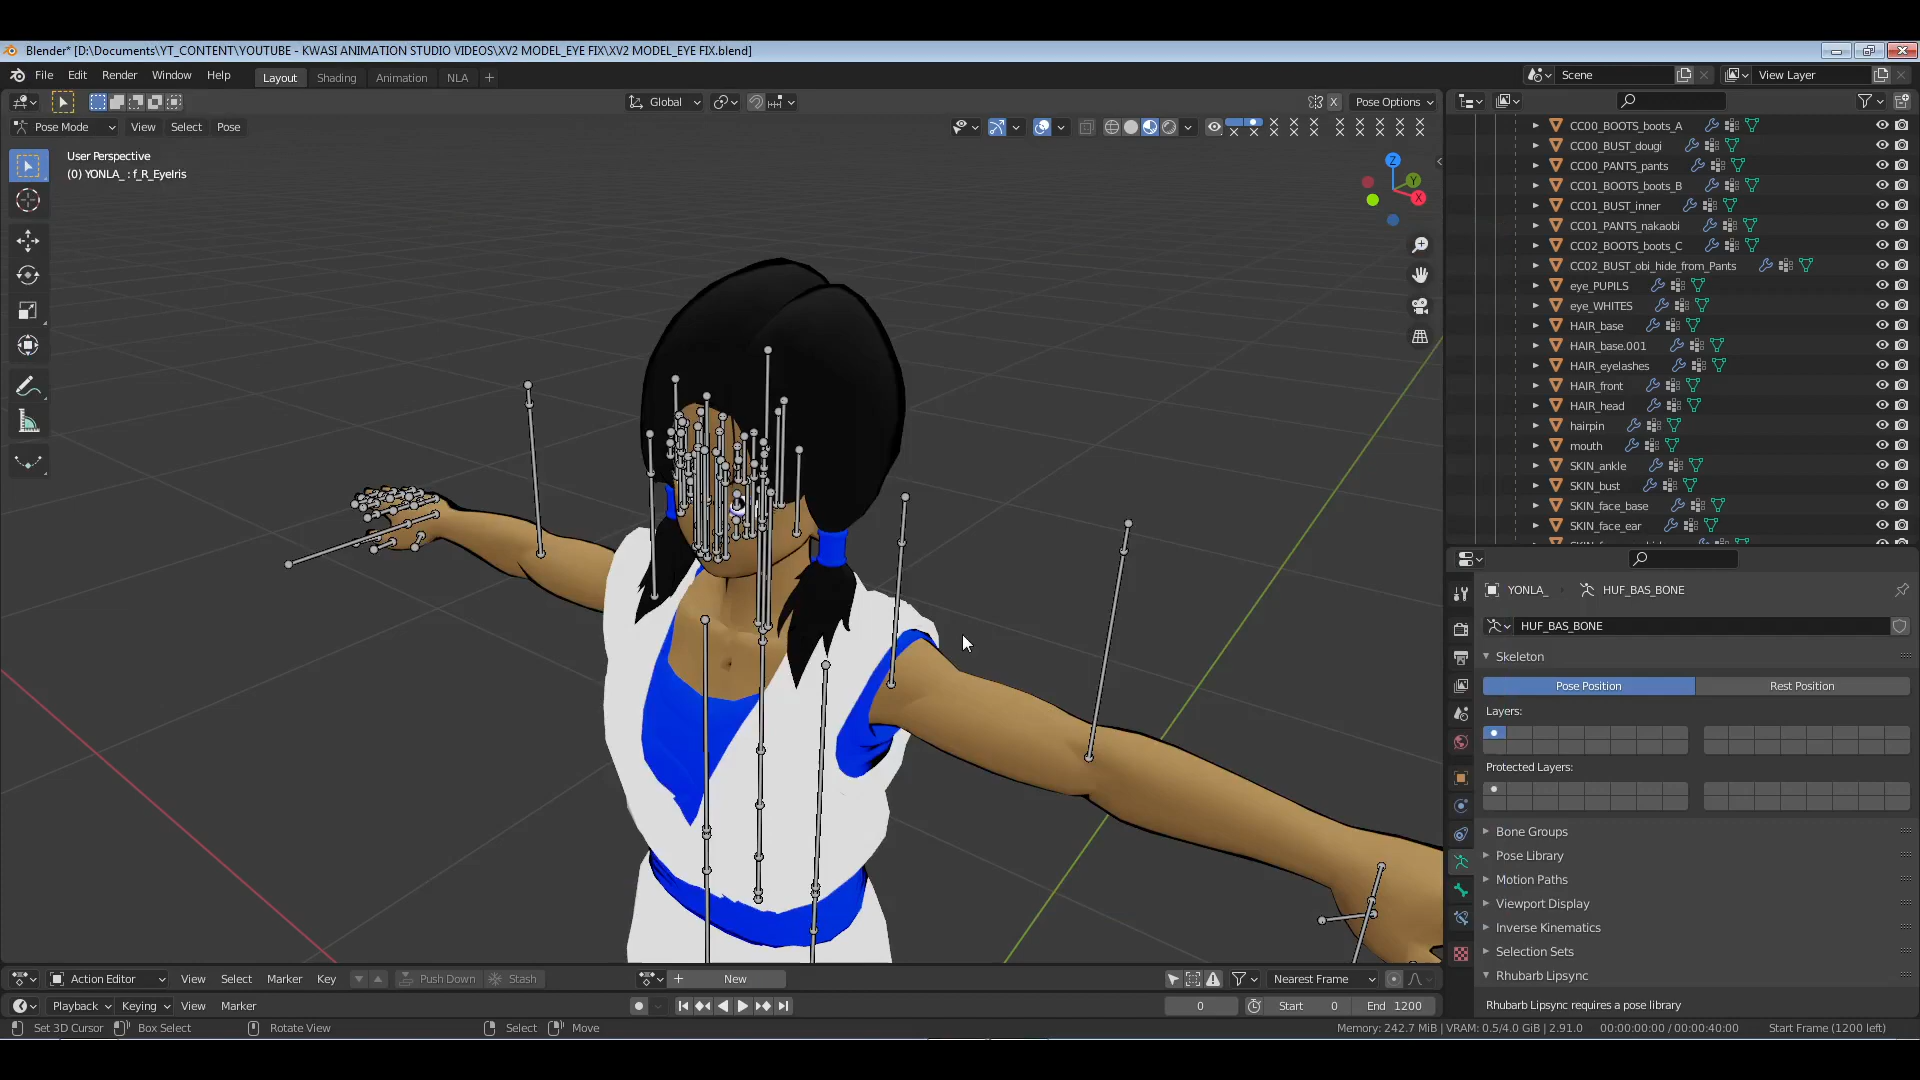 Blender* [D:\Documents\YT_CONTENT\YOUTUBE - KWASI ANIMATION STUDIO VIDEOS\XV2 MODEL_EYE FIX\XV2 MODEL_EYE FIX.blend]
File Edit Render Window Help Layout Shading Animation NLA + Scene View Layer
Global X Pose Options
Pose Mode View Select Pose
User Perspective
(0) YONLA_ : f_R_EyeIris
Z
Y
X
CC00_BOOTS_boots_A
CC00_BUST_dougi
CC00_PANTS_pants
CC01_BOOTS_boots_B
CC01_BUST_inner
CC01_PANTS_nakaobi
CC02_BOOTS_boots_C
CC02_BUST_obi_hide_from_Pants
eye_PUPILS
eye_WHITES
HAIR_base
HAIR_base.001
HAIR_eyelashes
HAIR_front
HAIR_head
hairpin
mouth
SKIN_ankle
SKIN_bust
SKIN_face_base
SKIN_face_ear
YONLA_ HUF_BAS_BONE
HUF_BAS_BONE
Skeleton
Pose Position Rest Position
Layers:
Protected Layers:
Bone Groups
Pose Library
Motion Paths
Viewport Display
Inverse Kinematics
Selection Sets
Rhubarb Lipsync
Rhubarb Lipsync requires a pose library
Action Editor View Select Marker Key Push Down Stash + New Nearest Frame
Playback Keying View Marker 0 Start 0 End 1200
Set 3D Cursor Box Select Rotate View Select Move Memory: 242.7 MiB | VRAM: 0.5/4.0 GiB | 2.91.0 00:00:00:00 / 00:00:40:00 Start Frame (1200 left)